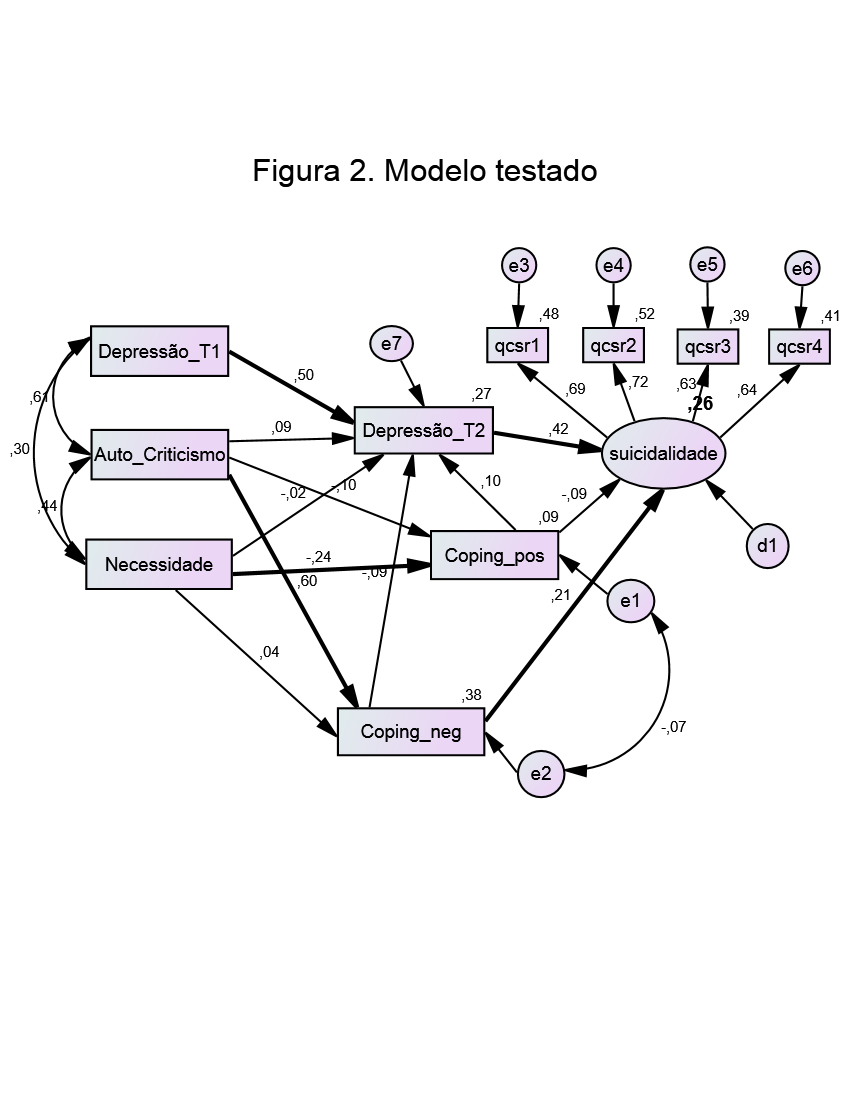 Figura 2. Modelo testado
e3
e4
e5
e6
,48
,52
,39
,41
qcsr1
qcsr2
qcsr3
qcsr4
e7
Depressão_T1
,50
,69
,72
,63
,64
,61
,27
,26
,09
Depressão_T2
,42
suicidalidade
Auto_Criticismo
,30
,44
-,02
-,10
,10
-,09
,09
d1
Necessidade
-,24
,60
-,09
Coping_pos
,21
e1
,04
,38
Coping_neg
-,07
e2